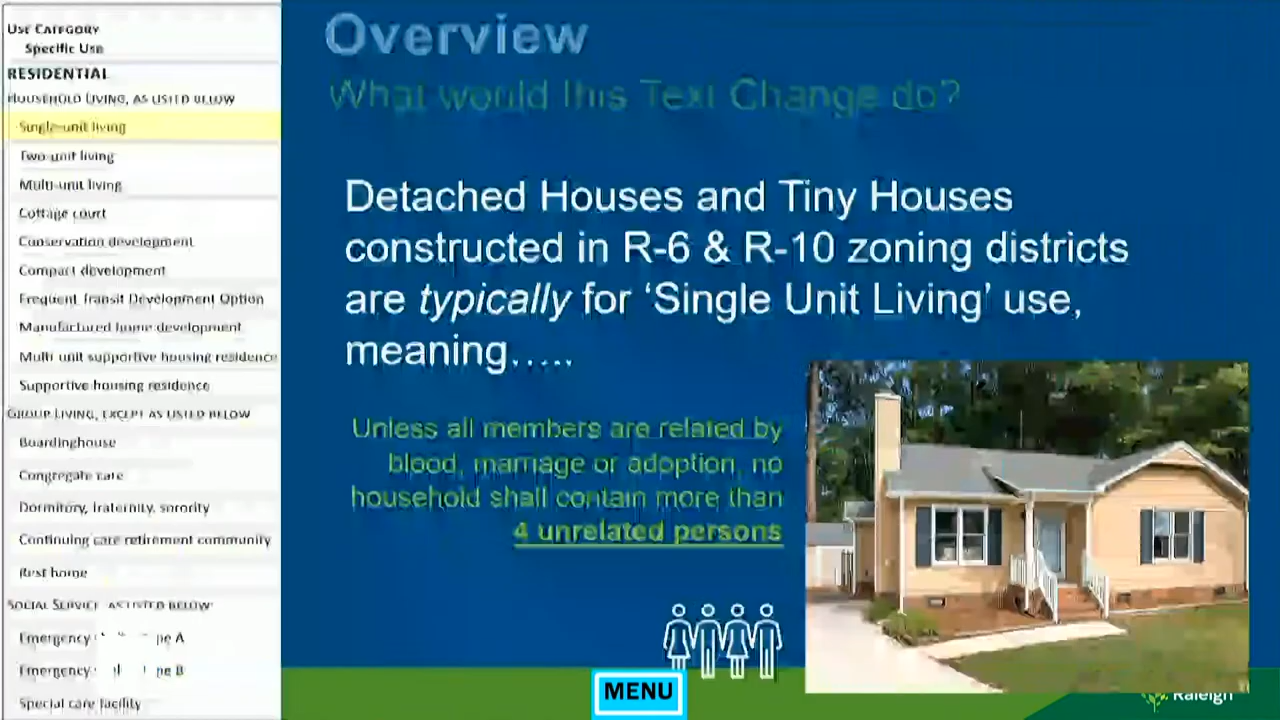 USE CATEGORY
Specific Use
RESIDENTIAL
HOUSEHOLD LIVING, AS LISTED BELOW
Single-unit living
Two-unit living
Multi-unit living
Cottage court
Conservation development
Compact development
Frequent Transit Development Option
Manufactured home development
Multi-unit supportive housing residence
Supportive housing residence
GROUP LIVING, EXCEPT AS LISTED BELOW
Boardinghouse
Congregate care
Dormitory, fraternity, sorority
Continuing care retirement community
Rest home
SOCIAL SERVICE, AS LISTED BELOW:
Emergency pe A
Emergency pe B
Special care facility
Overview
What would this Text Change do?
Detached Houses and Tiny Houses
constructed in R-6 & R-10 zoning districts
are typically for ‘Single Unit Living’ use,
meaning…..
Unless all members are related by
blood, marriage or adoption, no
household shall contain more than
4 unrelated persons
MENU
Raleigh